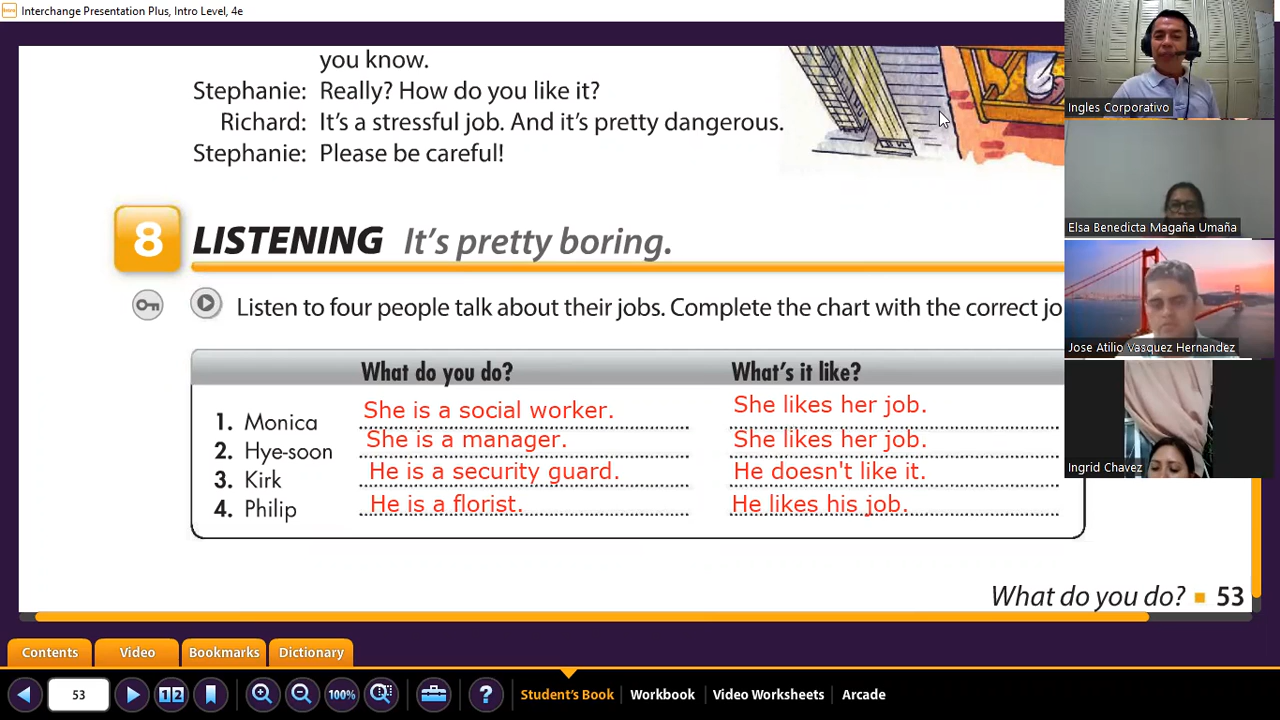 Interchange Presentation Plus, Intro Level, 4e
you know.
Stephanie: Really? How do you like it?
Richard: It's a stressful job. And it's pretty dangerous.
Stephanie: Please be careful!
8 LISTENING It's pretty boring.
Listen to four people talk about their jobs. Complete the chart with the correct jo
What do you do? What's it like?
1. Monica She is a social worker. She likes her job.
2. Hye-soon She is a manager. She likes her job.
3. Kirk He is a security guard. He doesn't like it.
4. Philip He is a florist. He likes his job.
What do you do? 53
Ingles Corporativo
Elsa Benedicta Magaña Umaña
Jose Atilio Vasquez Hernandez
Ingrid Chavez
Contents Video Bookmarks Dictionary
53 12 100% ? Student's Book Workbook Video Worksheets Arcade